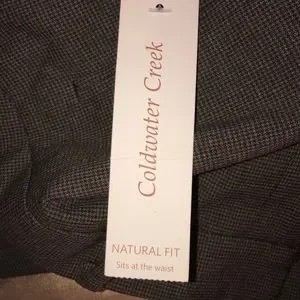 Coldwater Creek
NATURAL FIT
Sits at the waist